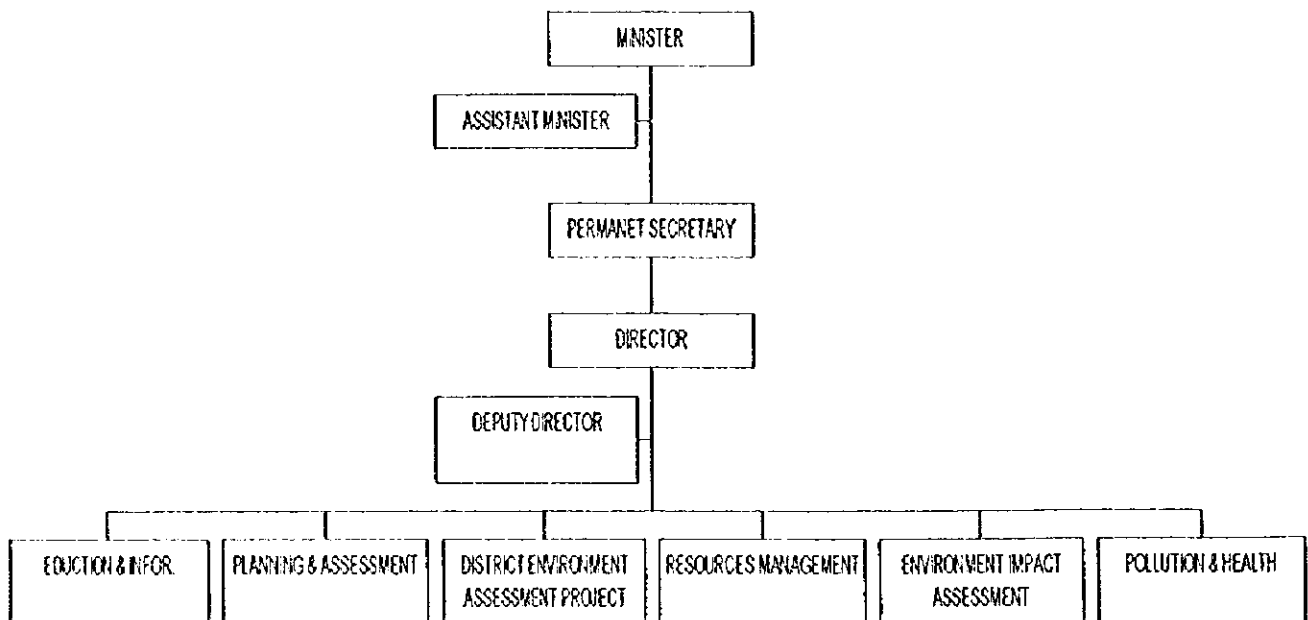 MINISTER
ASSISTANT MINISTER
PERMANET SECRETARY
DIRECTOR
DEPUTY DIRECTOR
EDUCTION & INFOR.
PLANNING & ASSESSMENT
DISTRICT ENVIRONMENT
ASSESSMENT PROJECT
RESOURCES MANAGEMENT
ENVIRONMENT IMPACT
ASSESSMENT
POLLUTION & HEALTH